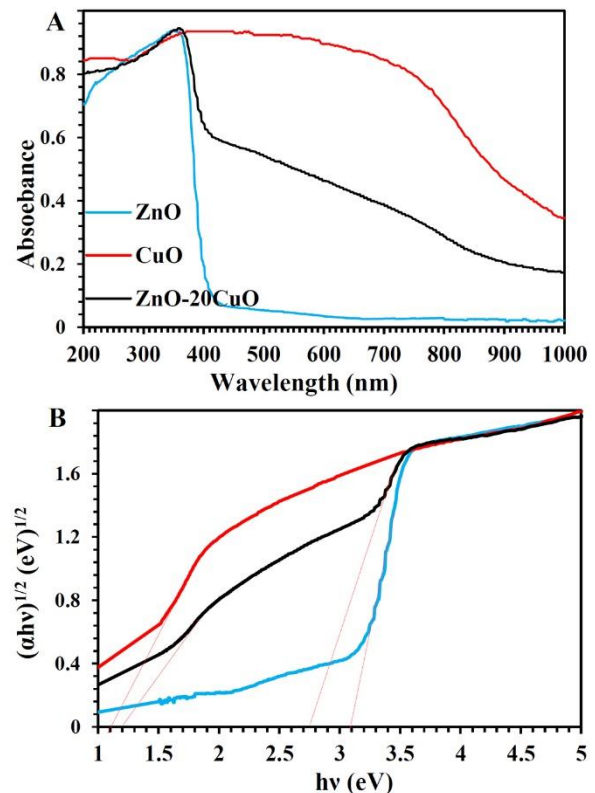 A
0.8
0.6
0.4
0.2
0
Absoebance
ZnO
CuO
ZnO-20CuO
200 300 400 500 600 700 800 900 1000
Wavelength (nm)
B
1.6
1.2
0.8
0.4
0
(αhν)1/2 (eV)1/2
1 1.5 2 2.5 3 3.5 4 4.5 5
hν (eV)